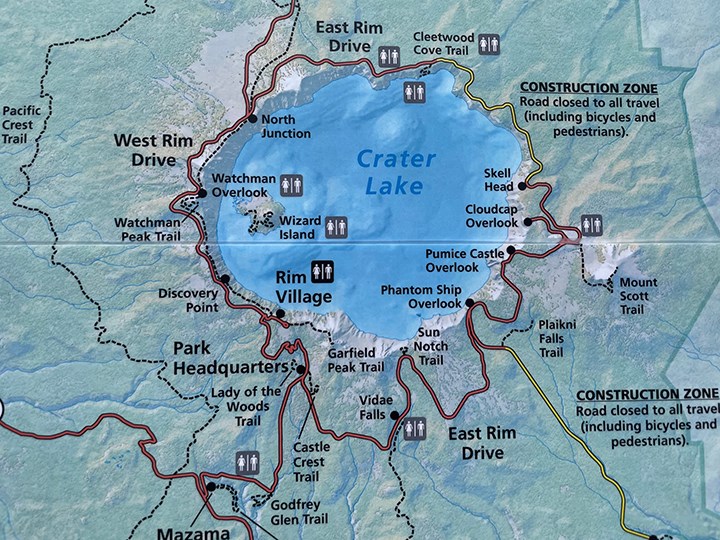 East Rim
Drive
Cleetwood
Cove Trail
CONSTRUCTION ZONE
Road closed to all travel
(including bicycles and
pedestrians).
Pacific
Crest
Trail
North
Junction
West Rim
Drive
Crater
Lake
Skell
Head
Watchman
Overlook
Cloudcap
Overlook
Watchman
Peak Trail
Wizard
Island
Pumice Castle
Overlook
Rim
Village
Mount
Scott
Trail
Discovery
Point
Phantom Ship
Overlook
Plaikni
Falls
Trail
Sun
Notch
Trail
Garfield
Peak Trail
Park
Headquarters
Lady of the
Woods
Trail
Vidae
Falls
CONSTRUCTION ZONE
Road closed to all travel
(including bicycles and
pedestrians).
East Rim
Drive
Castle
Crest
Trail
Godfrey
Glen Trail
Mazama